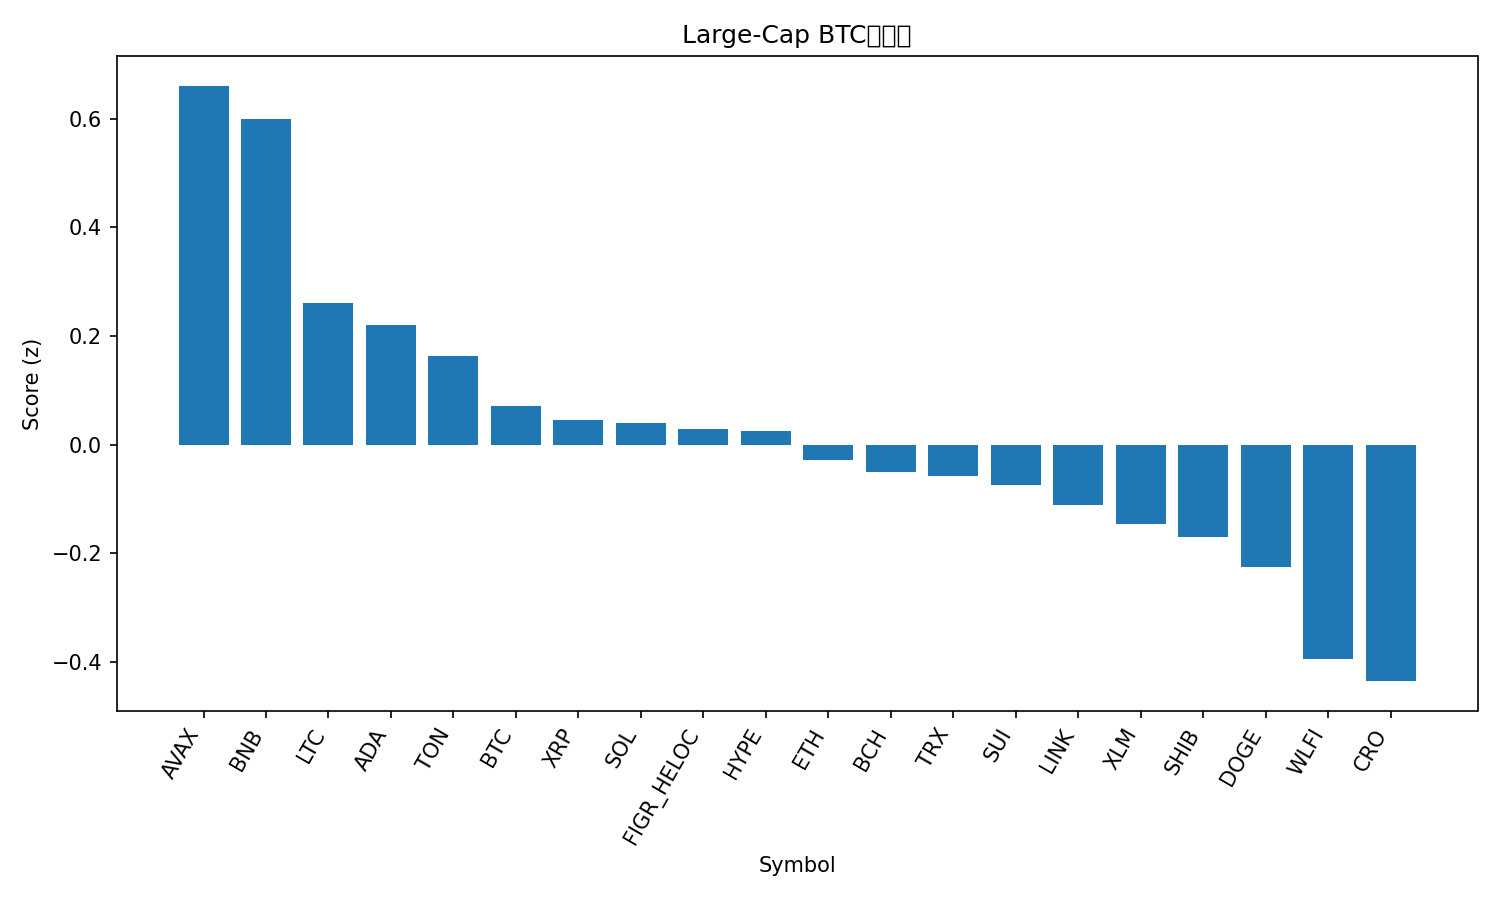 Large-Cap BTC
0.6
0.4
0.2
0.0
−0.2
−0.4
Score (z)
AVAX
BNB
LTC
ADA
TON
BTC
XRP
SOL
FIGR_HELOC
HYPE
ETH
BCH
TRX
SUI
LINK
XLM
SHIB
DOGE
WLFI
CRO
Symbol